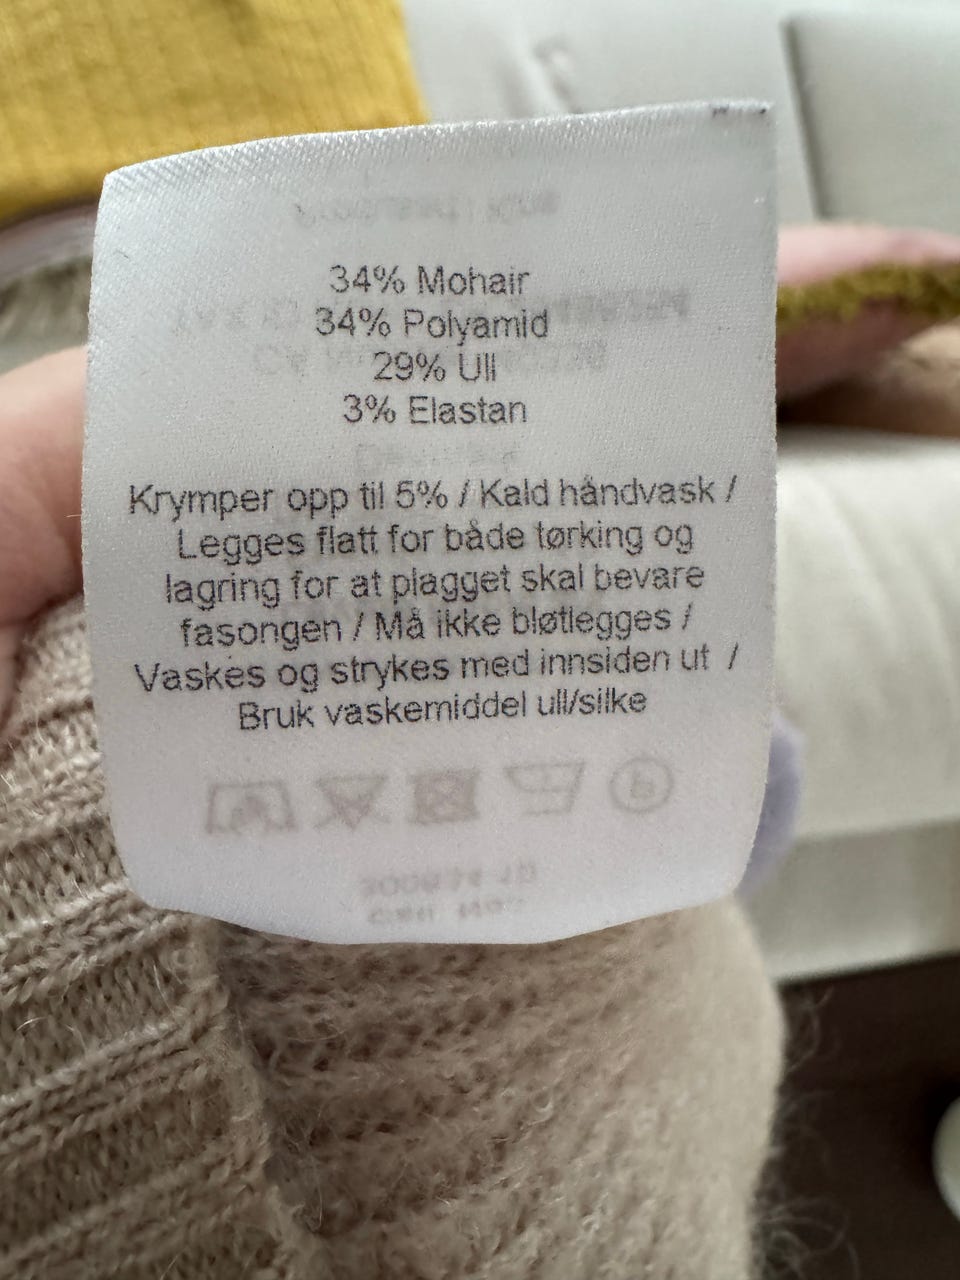 34% Mohair
34% Polyamid
29% Ull
3% Elastan
Krymper opp til 5% / Kald håndvask /
Legges flatt for både tørking og
lagring for at plagget skal bevare
fasongen / Må ikke bløtlegges /
Vaskes og strykes med innsiden ut /
Bruk vaskemiddel ull/silke